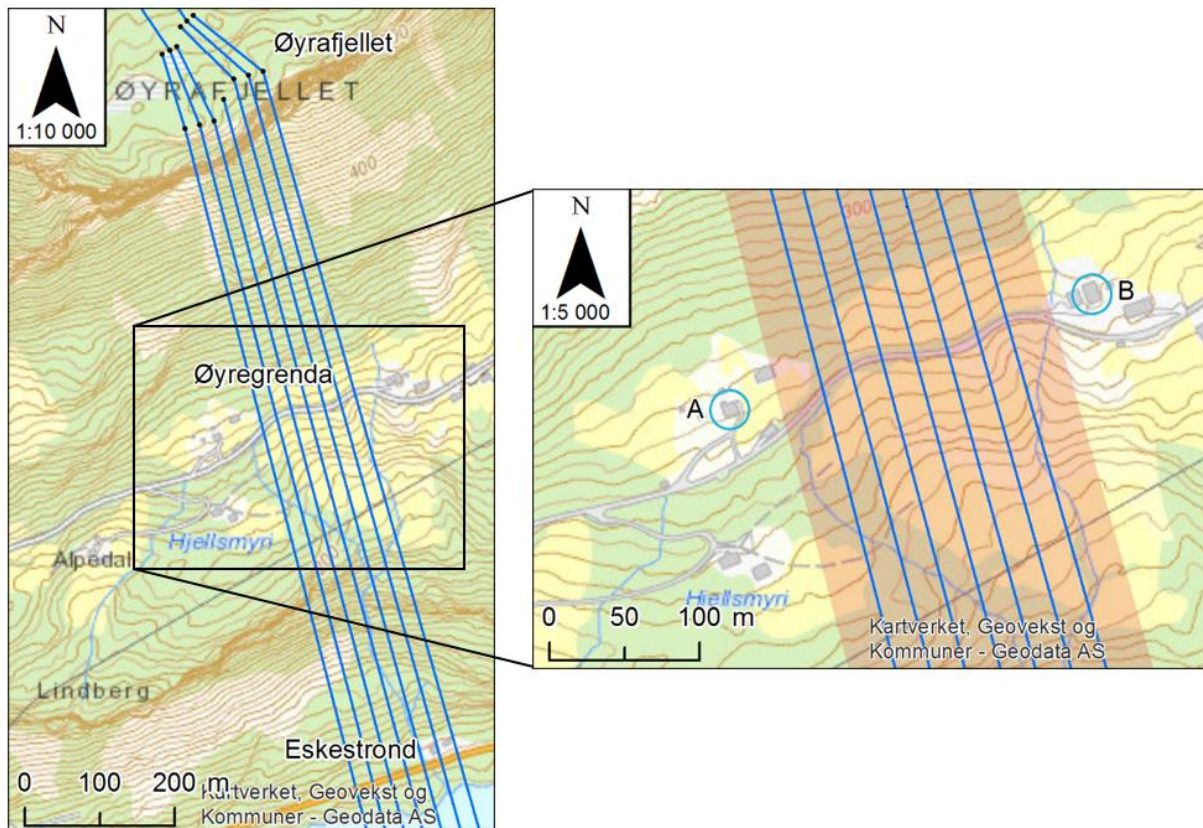 N
1:10 000
Øyrafjellet
ØYRAFJELLET
400
Øyregrenda
Hjellsmyri
Alpedal
Lindberg
Eskestrond
0 100 200 m
Kartverket, Geovekst og
Kommuner - Geodata AS
N
1:5 000
300
B
A
Hjellsmyri
0 50 100 m
Kartverket, Geovekst og
Kommuner - Geodata AS